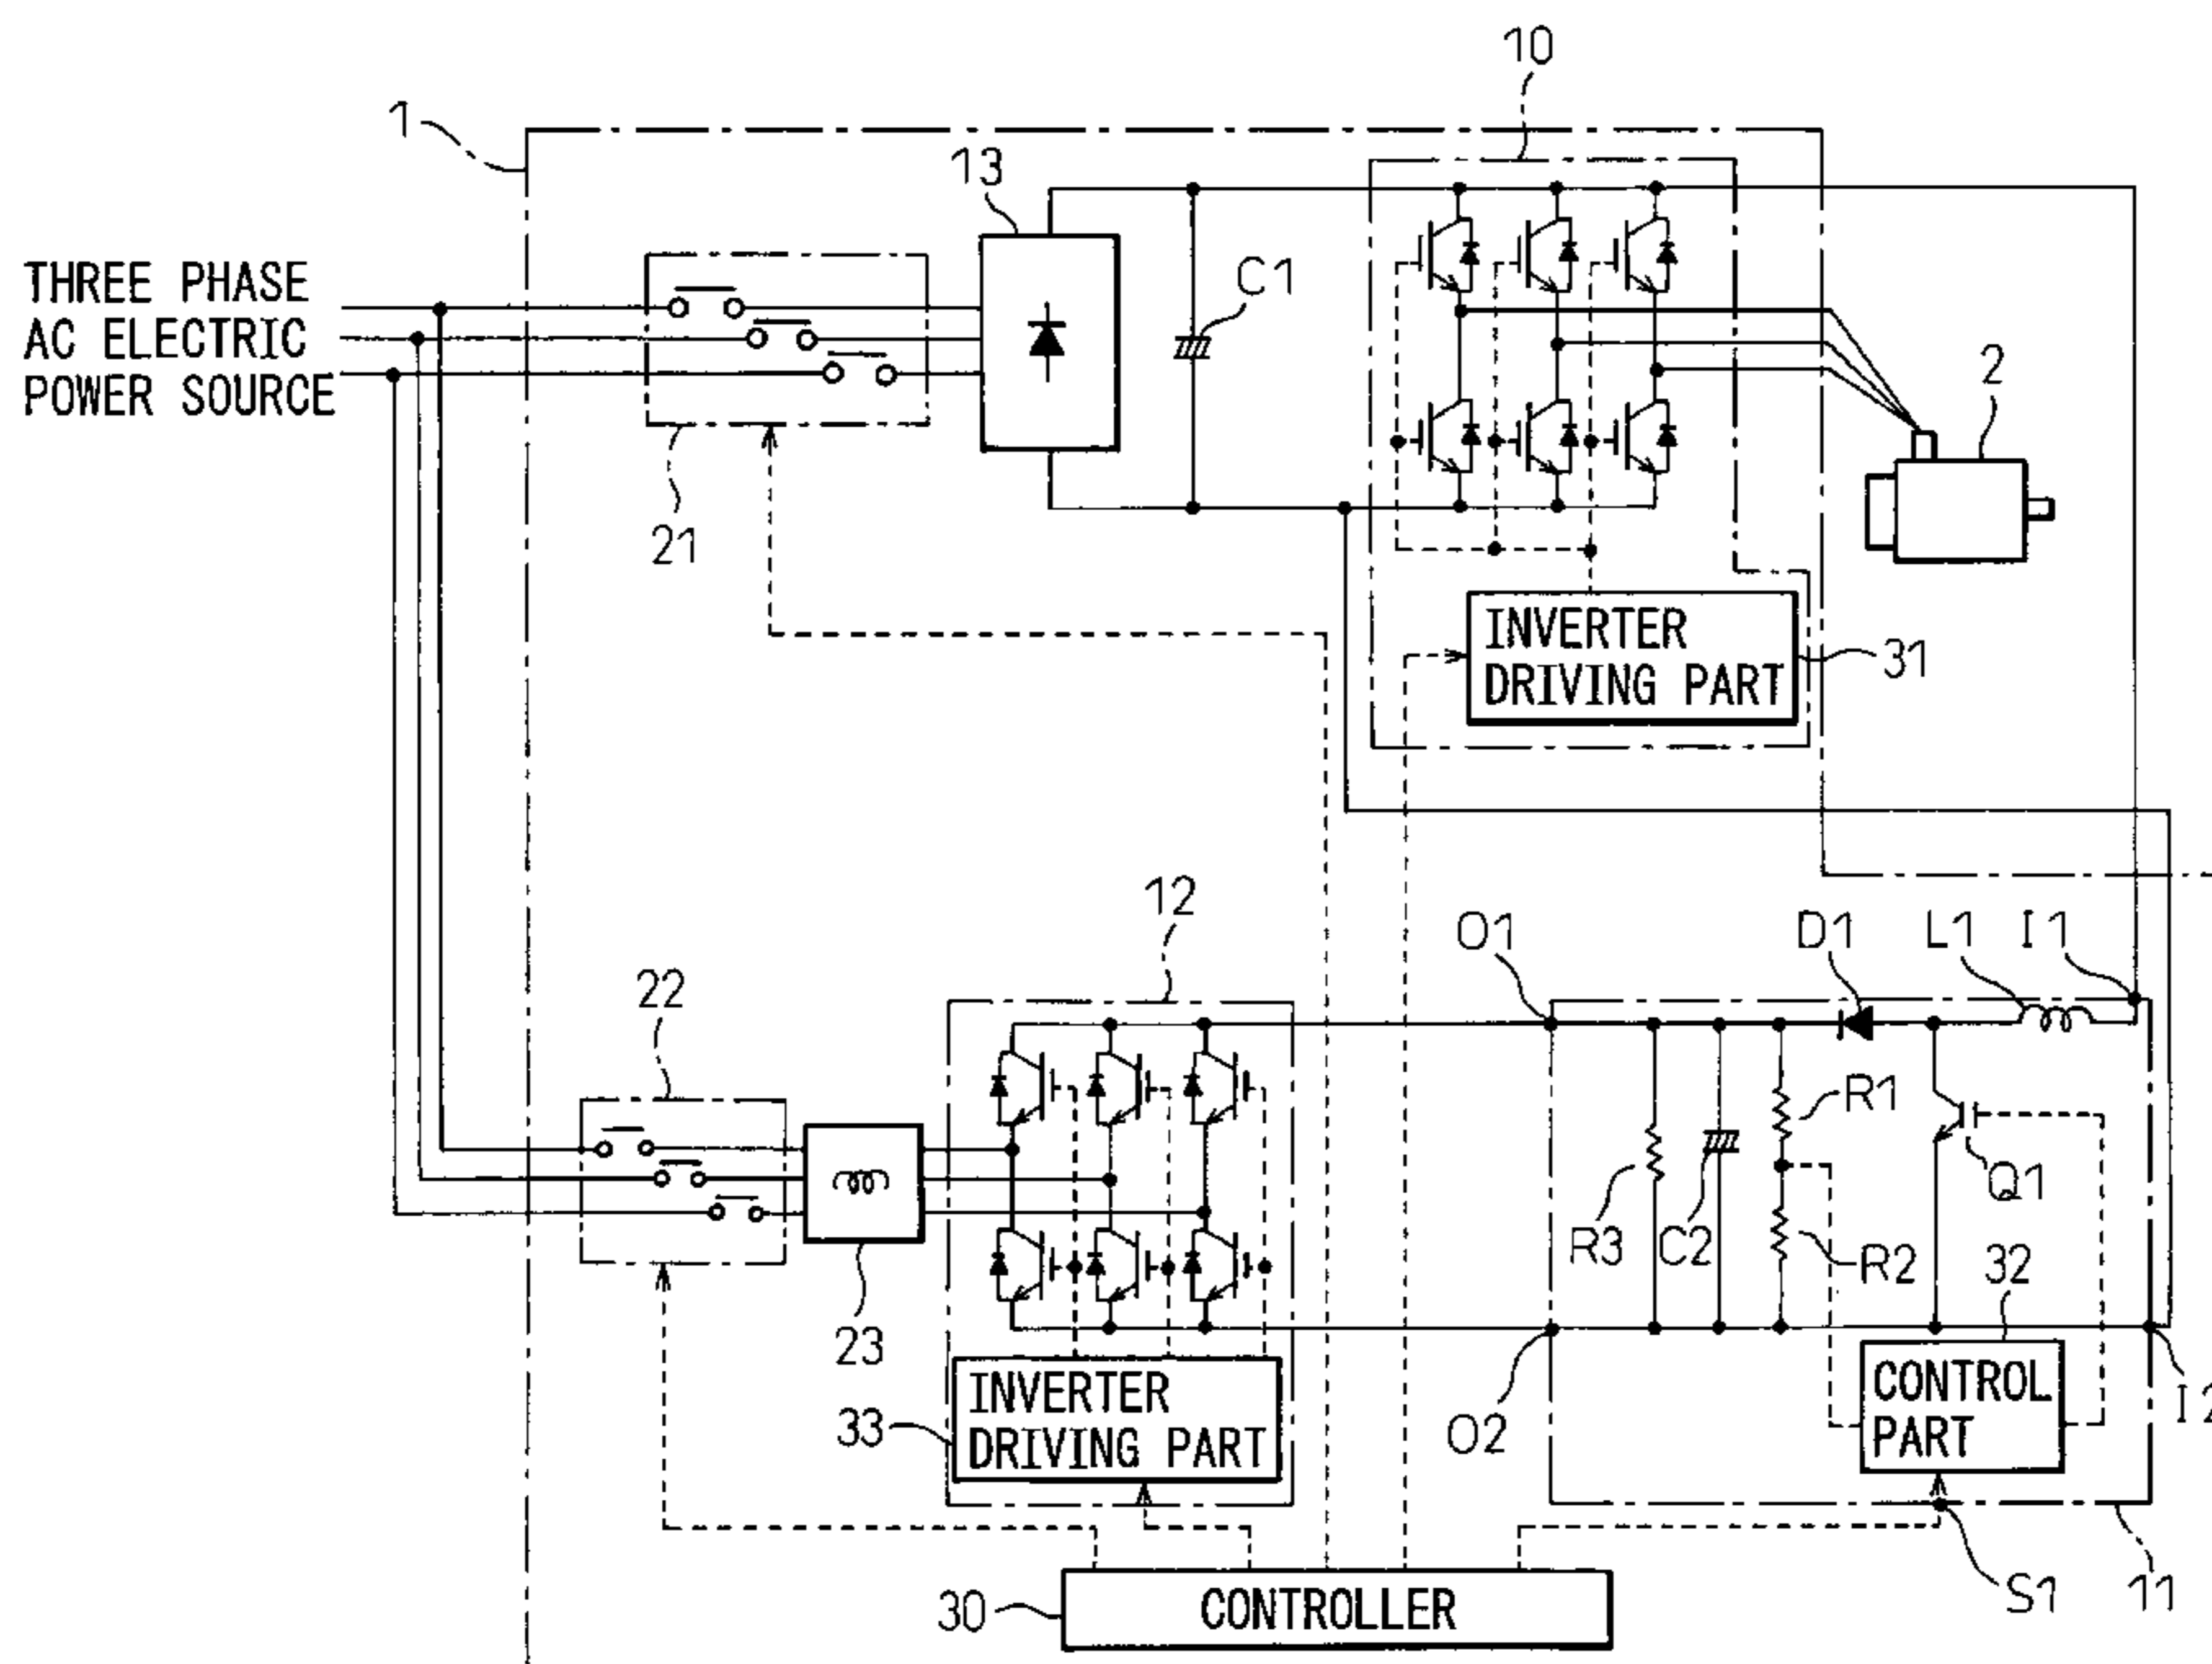 10
1
13
THREE PHASE
AC ELECTRIC
POWER SOURCE
C1
2
21
INVERTER
DRIVING PART
31
12
O1
D1
L1
I1
22
R1
Q1
R3
C2
R2
32
23
CONTROL
PART
I2
INVERTER
DRIVING PART
33
O2
S1
11
30
CONTROLLER